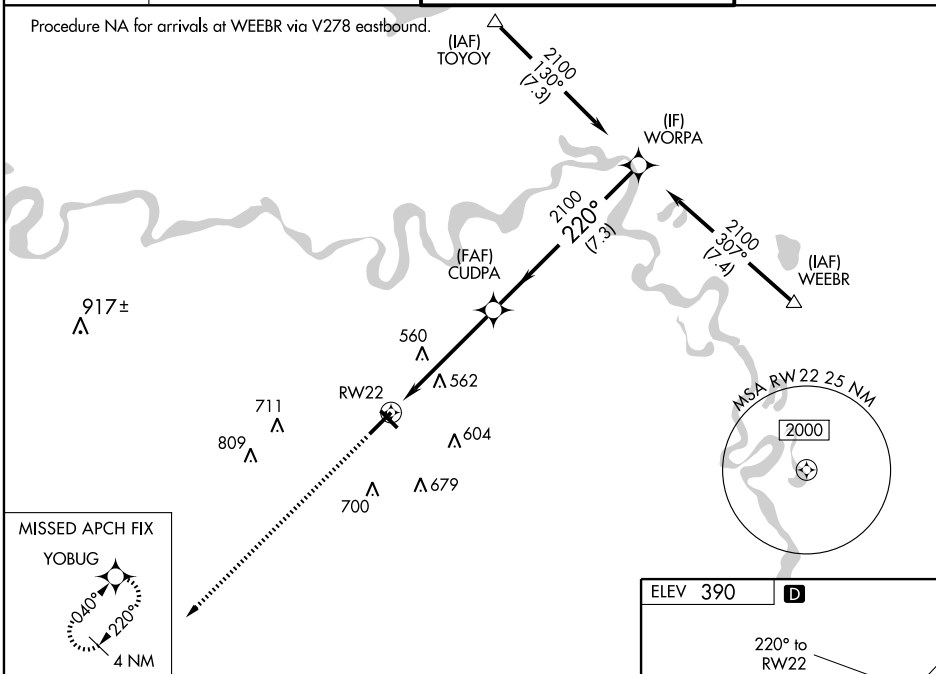 Procedure NA for arrivals at WEEBR via V278 eastbound.
(IAF)
TOYOY
2100
130°
(7.3)
(IF)
WORPA
2100
220°
(7.3)
2100
307°
(7.4)
(IAF)
WEEBR
(FAF)
CUDPA
917±
560
562
RW22
711
809
604
679
700
MSA RW22 25 NM
2000
MISSED APCH FIX
YOBUG
040°
220°
4 NM
ELEV 390 D
220° to
RW22